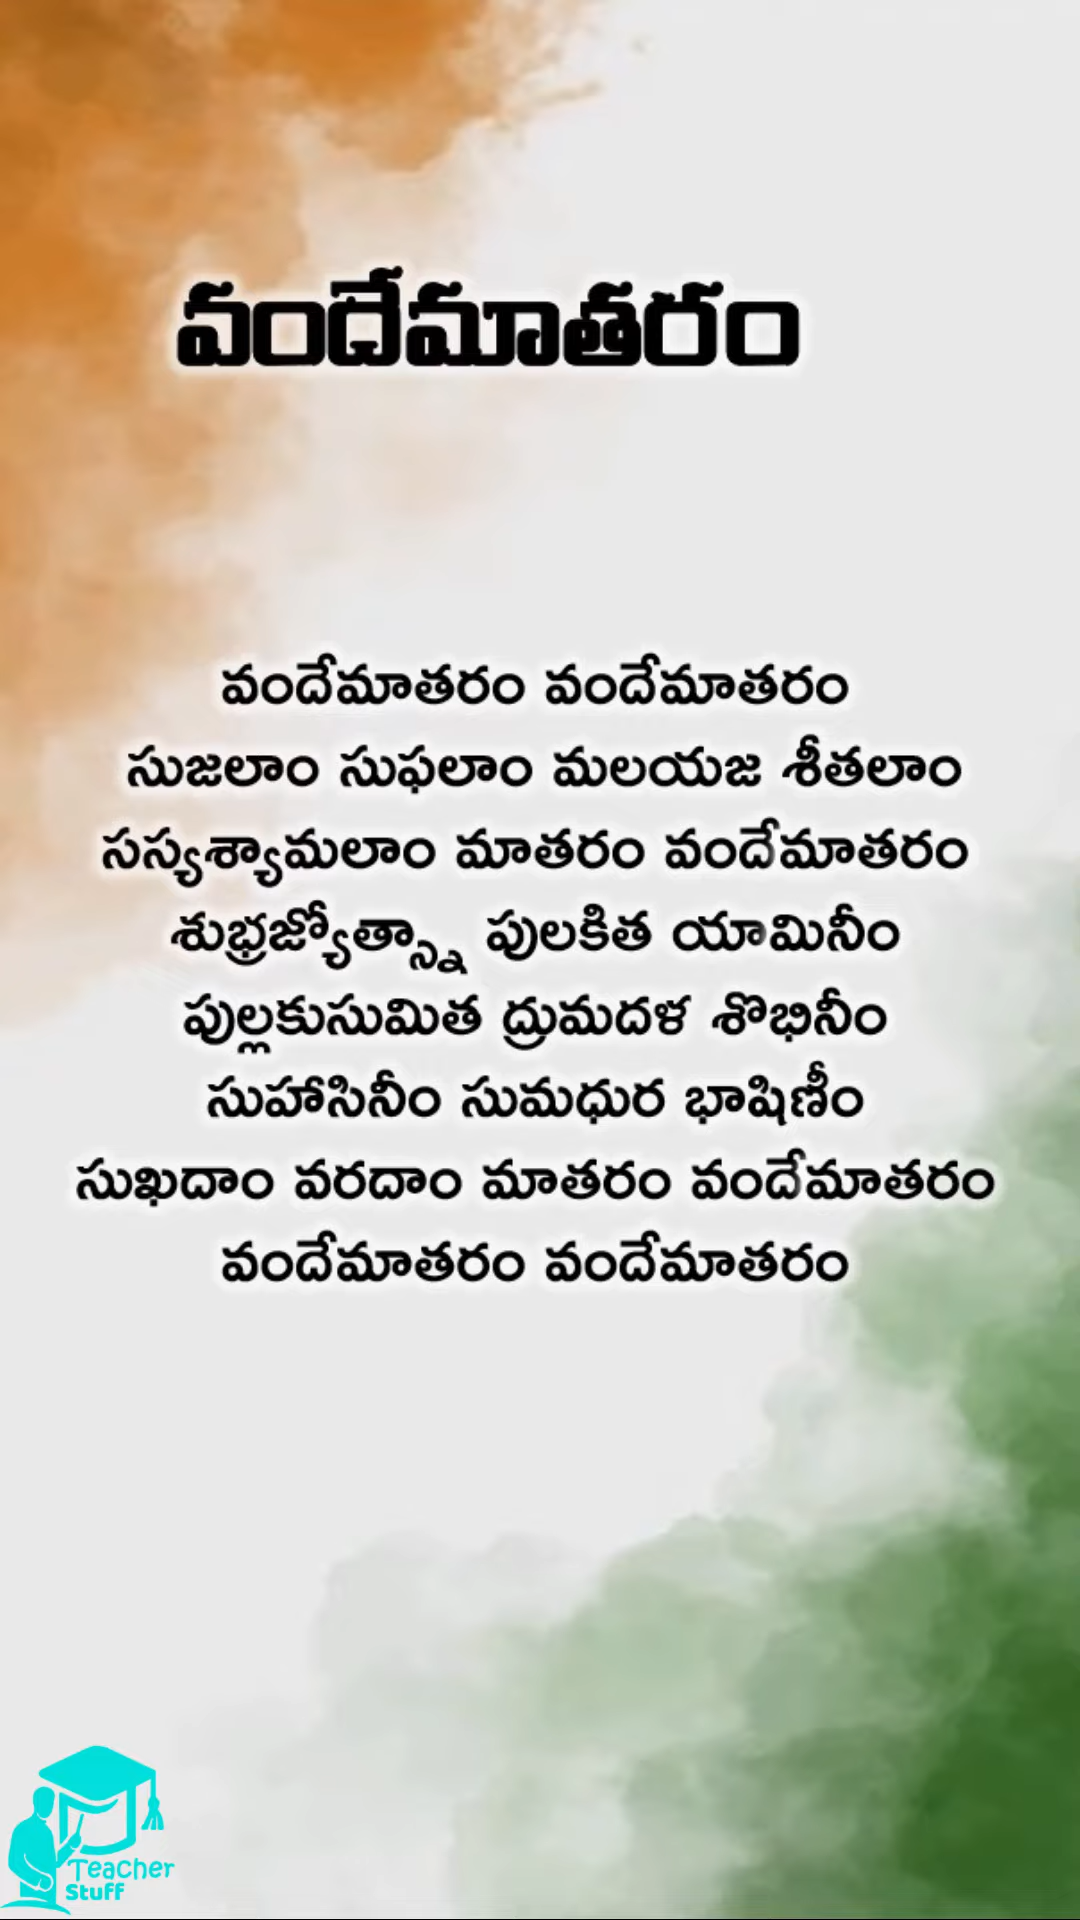 వందేమాతరం
వందేమాతరం వందేమాతరం
సుజలాం సుఫలాం మలయజ శీతలాం
సస్యశ్యామలాం మాతరం వందేమాతరం
శుభ్రజ్యోత్స్నా పులకిత యామినీం
పుల్లకుసుమిత ద్రుమదళ శొభినీం
సుహాసినీం సుమధుర భాషిణీం
సుఖదాం వరదాం మాతరం వందేమాతరం
వందేమాతరం వందేమాతరం
Teacher
Stuff